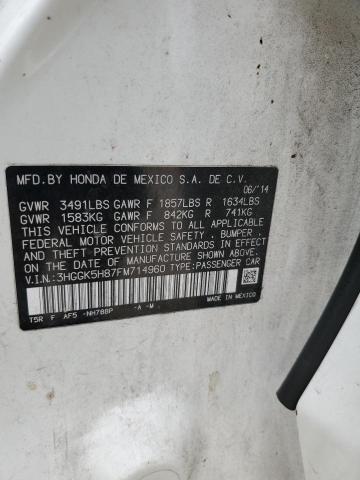 MFD.BY HONDA DE MEXICO S.A. DE C.V.
06/'14
GVWR 3491LBS GAWR F 1857LBS R 1634LBS
GVWR 1583KG GAWR F 842KG R 741KG
THIS VEHICLE CONFORMS TO ALL APPLICABLE
FEDERAL MOTOR VEHICLE SAFETY, BUMPER,
AND THEFT PREVENTION STANDARDS IN EFFECT
ON THE DATE OF MANUFACTURE SHOWN ABOVE.
V.I.N.:3HGGK5H87FM714960 TYPE:PASSENGER CAR
MADE IN MEXICO
T5R F AF5 -NH788P -A -M.